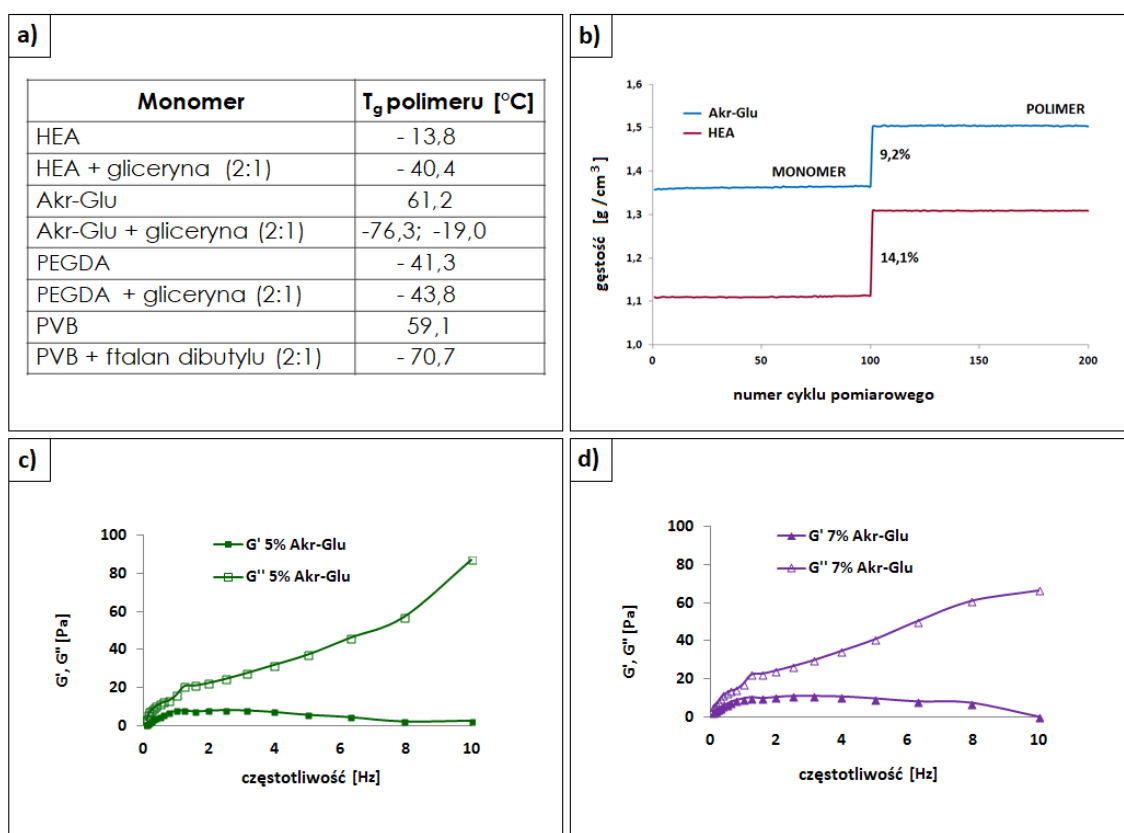 a)
Monomer Tg polimeru [°C]
HEA - 13,8
HEA + gliceryna (2:1) - 40,4
Akr-Glu 61,2
Akr-Glu + gliceryna (2:1) -76,3; -19,0
PEGDA - 41,3
PEGDA + gliceryna (2:1) - 43,8
PVB 59,1
PVB + ftalan dibutylu (2:1) - 70,7
b)
gęstość [g /cm³]
1,6
1,5
1,4
1,3
1,2
1,1
1,0
Akr-Glu
HEA
MONOMER
POLIMER
9,2%
14,1%
0 50 100 150 200
numer cyklu pomiarowego
c)
G', G'' [Pa]
100
80
60
40
20
0
G' 5% Akr-Glu
G'' 5% Akr-Glu
0 2 4 6 8 10
częstotliwość [Hz]
d)
G', G'' [Pa]
100
80
60
40
20
0
G' 7% Akr-Glu
G'' 7% Akr-Glu
0 2 4 6 8 10
częstotliwość [Hz]